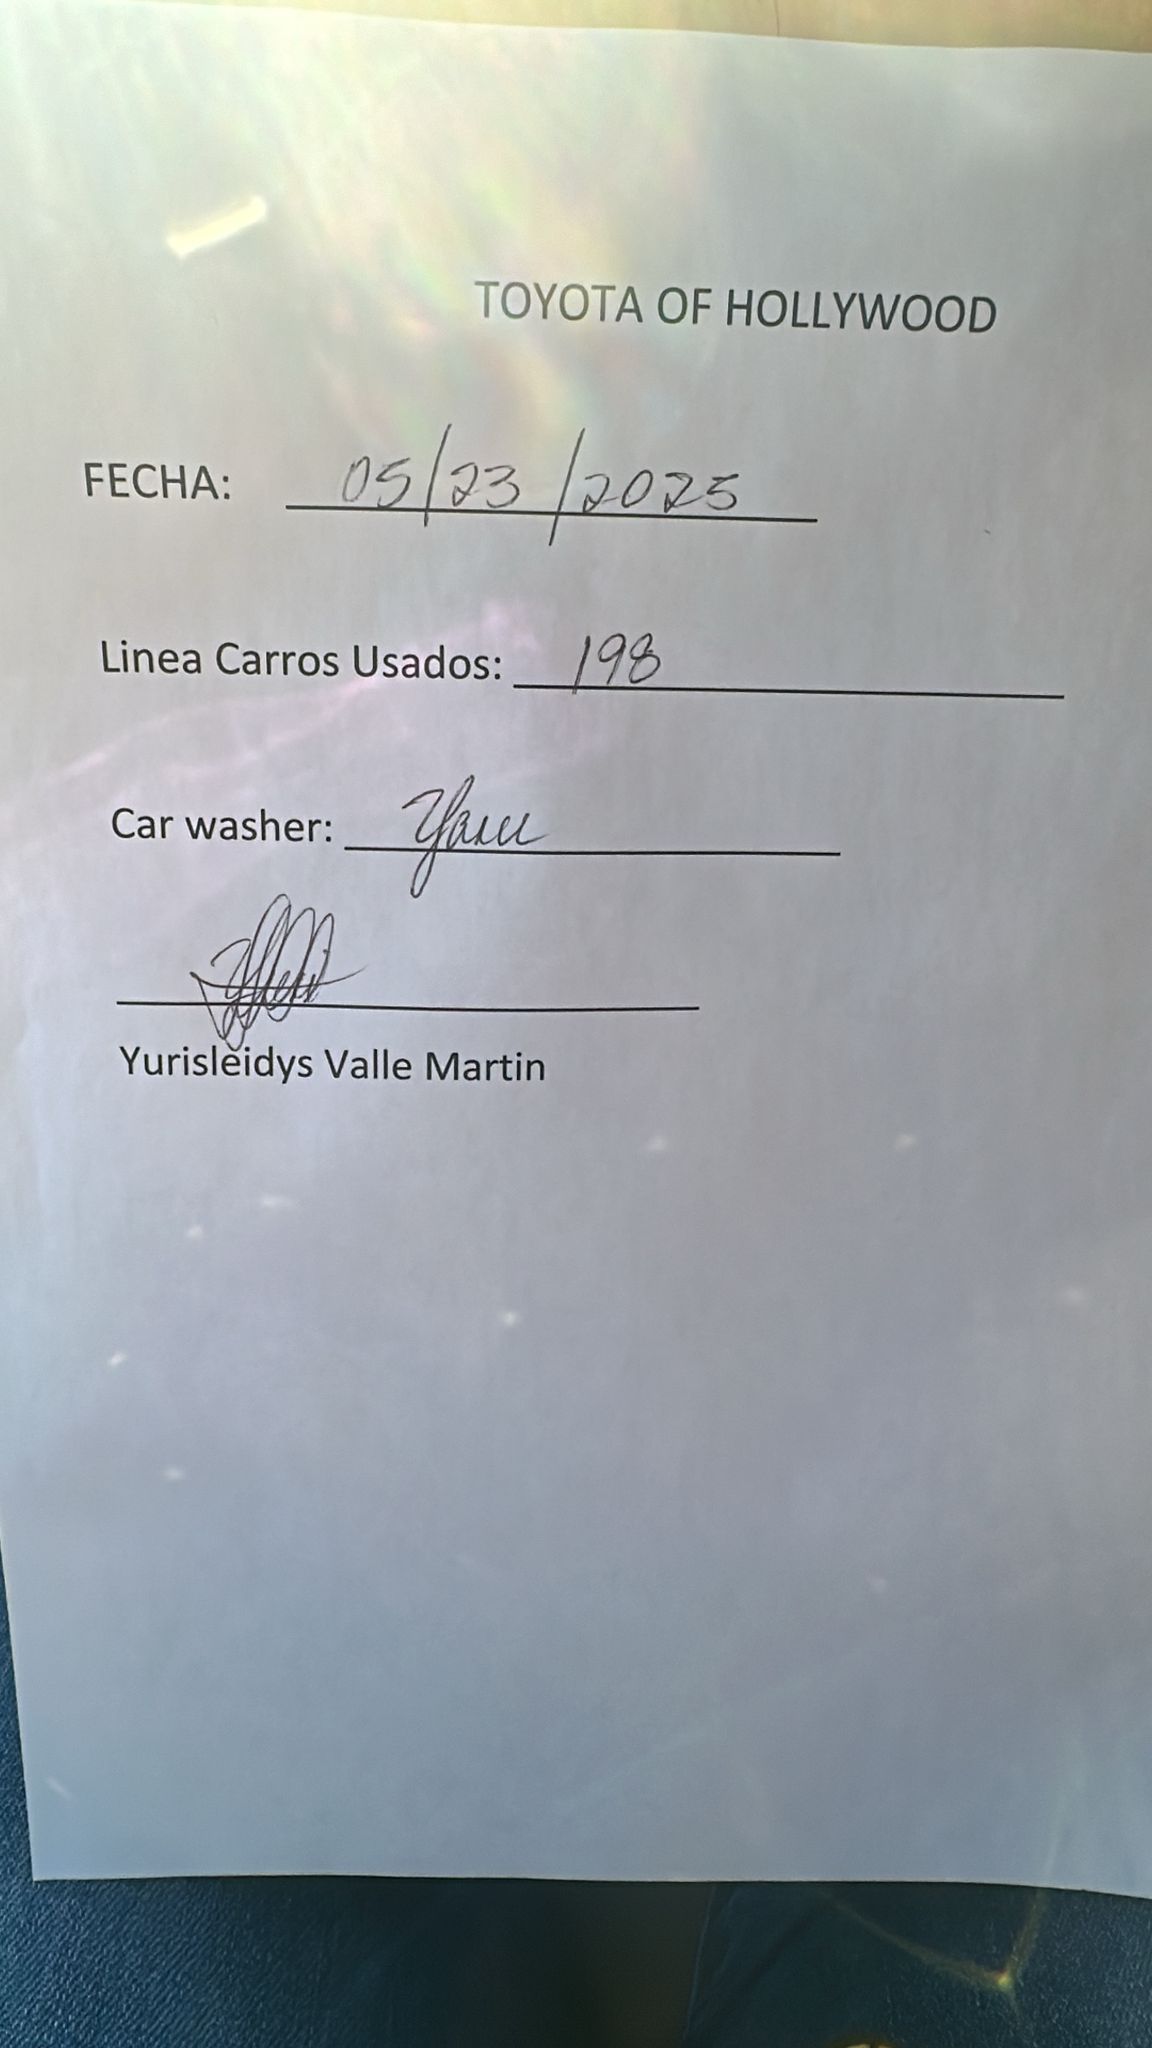 TOYOTA OF HOLLYWOOD
FECHA: 05/23/2025
Linea Carros Usados: 198
Car washer:
Yurisleidys Valle Martin